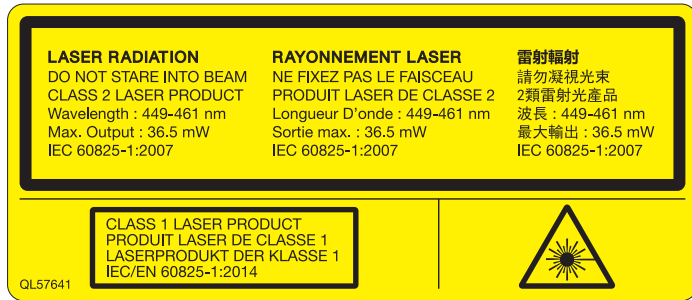 LASER RADIATION
DO NOT STARE INTO BEAM
CLASS 2 LASER PRODUCT
Wavelength : 449-461 nm
Max. Output : 36.5 mW
IEC 60825-1:2007
RAYONNEMENT LASER
NE FIXEZ PAS LE FAISCEAU
PRODUIT LASER DE CLASSE 2
Longueur D'onde : 449-461 nm
Sortie max. : 36.5 mW
IEC 60825-1:2007
雷射輻射
請勿凝視光束
2類雷射光產品
波長 : 449-461 nm
最大輸出 : 36.5 mW
IEC 60825-1:2007
CLASS 1 LASER PRODUCT
PRODUIT LASER DE CLASSE 1
LASERPRODUKT DER KLASSE 1
IEC/EN 60825-1:2014
QL57641